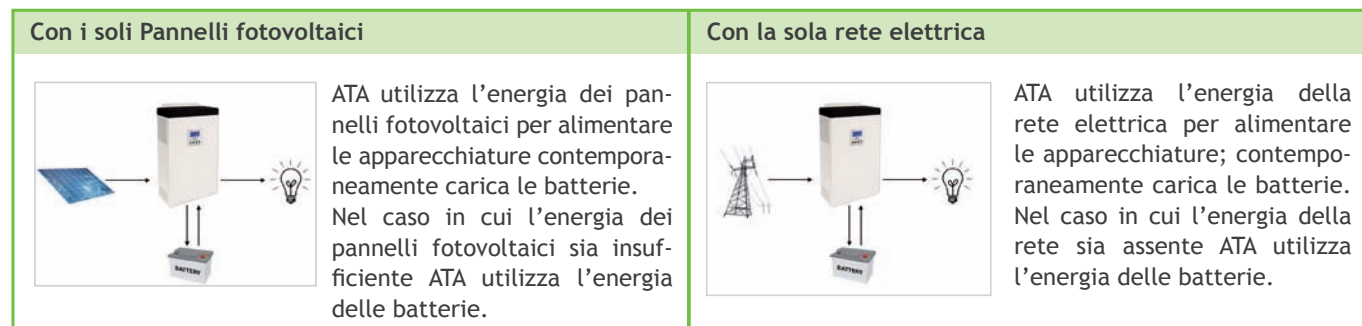 Con i soli Pannelli fotovoltaici
ATA utilizza l’energia dei pan-
nelli fotovoltaici per alimentare
le apparecchiature contempora-
neamente carica le batterie.
Nel caso in cui l’energia dei
pannelli fotovoltaici sia insuf-
ficiente ATA utilizza l’energia
delle batterie.
BATTERY
Con la sola rete elettrica
ATA utilizza l’energia della
rete elettrica per alimentare
le apparecchiature; contempo-
raneamente carica le batterie.
Nel caso in cui l’energia della
rete sia assente ATA utilizza
l’energia delle batterie.
BATTERY